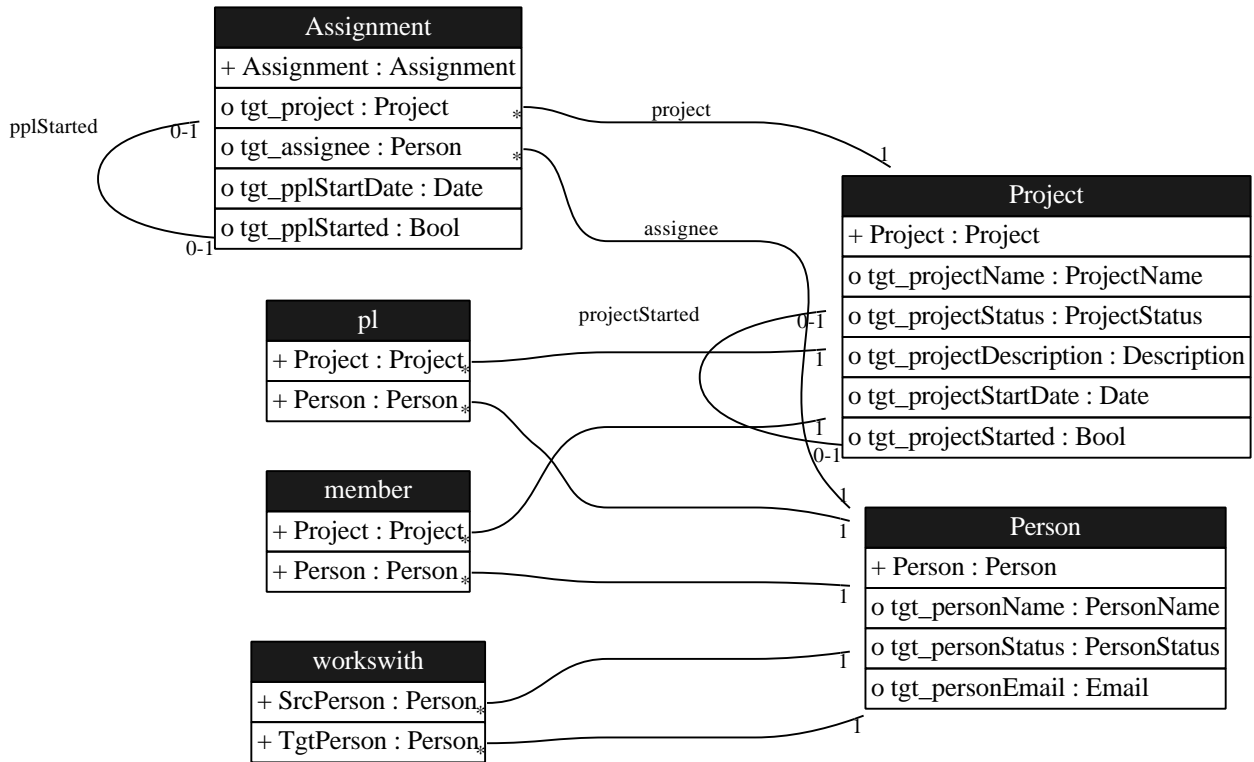 Assignment
+ Assignment : Assignment
o tgt_project : Project
o tgt_assignee : Person
o tgt_pplStartDate : Date
o tgt_pplStarted : Bool
pplStarted
0-1
0-1
*
*
project
1
assignee
1
Project
+ Project : Project
o tgt_projectName : ProjectName
o tgt_projectStatus : ProjectStatus
o tgt_projectDescription : Description
o tgt_projectStartDate : Date
o tgt_projectStarted : Bool
projectStarted
0-1
0-1
pl
+ Project : Project
+ Person : Person
*
*
1
1
member
+ Project : Project
+ Person : Person
*
*
1
1
Person
+ Person : Person
o tgt_personName : PersonName
o tgt_personStatus : PersonStatus
o tgt_personEmail : Email
workswith
+ SrcPerson : Person
+ TgtPerson : Person
*
*
1
1